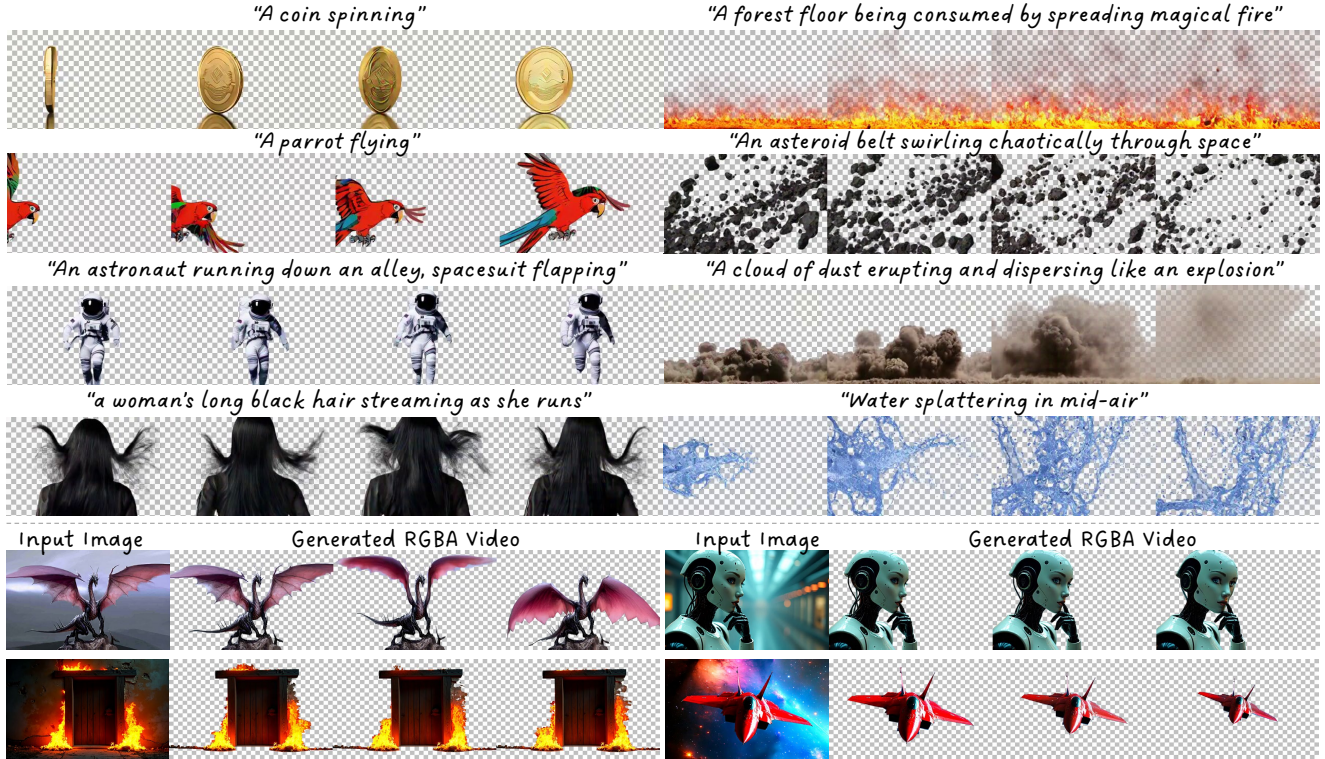 “A coin spinning”
“A forest floor being consumed by spreading magical fire”
“A parrot flying”
“An asteroid belt swirling chaotically through space”
“An astronaut running down an alley, spacesuit flapping”
“A cloud of dust erupting and dispersing like an explosion”
“a woman's long black hair streaming as she runs”
“Water splattering in mid-air”
Input Image
Generated RGBA Video
Input Image
Generated RGBA Video